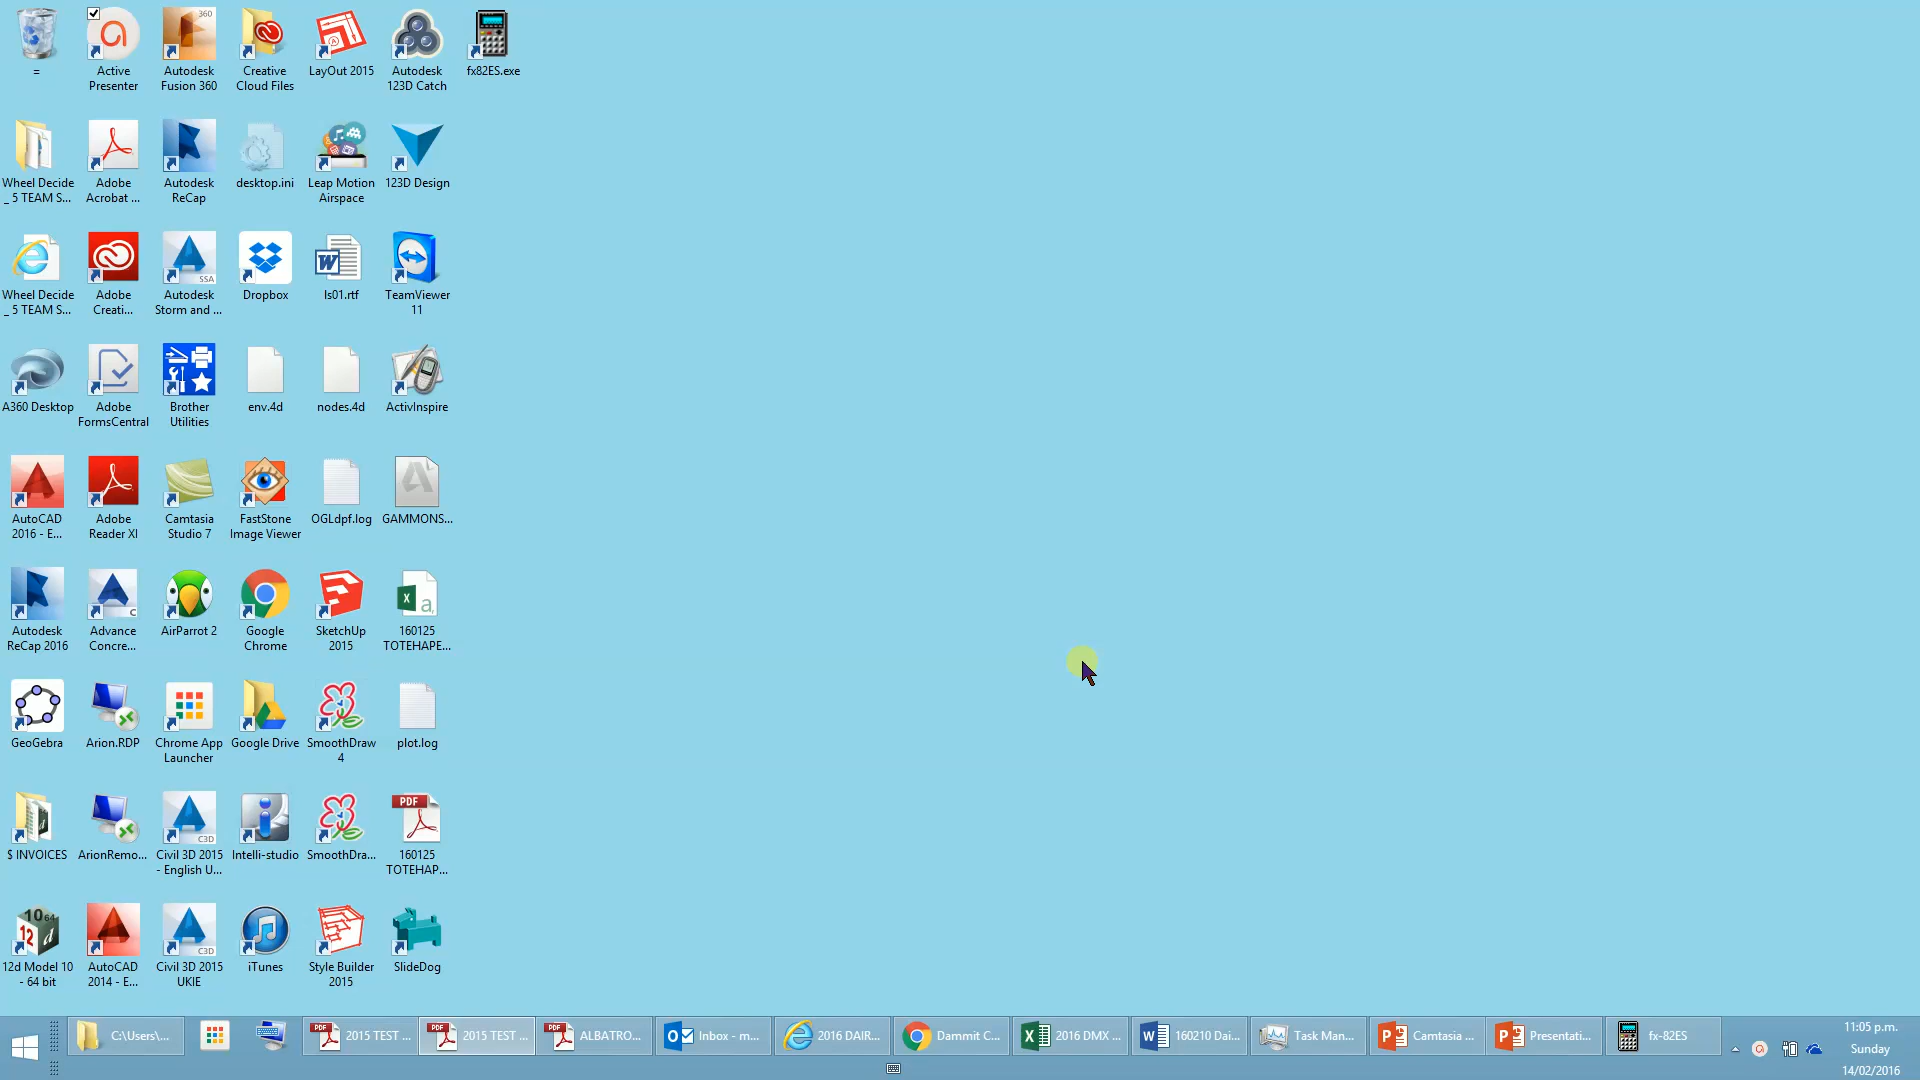 =
Active
Presenter
Autodesk
Fusion 360
Creative
Cloud Files
LayOut 2015
Autodesk
123D Catch
fx82ES.exe
360
Wheel Decide
_ 5 TEAM S...
Adobe
Acrobat ...
Autodesk
ReCap
desktop.ini
Leap Motion
Airspace
123D Design
Wheel Decide
_ 5 TEAM S...
Adobe
Creati...
SSA
Autodesk
Storm and ...
Dropbox
ls01.rtf
TeamViewer
11
A360 Desktop
Adobe
FormsCentral
Brother
Utilities
env.4d
nodes.4d
ActivInspire
AutoCAD
2016 - E...
Adobe
Reader XI
Camtasia
Studio 7
FastStone
Image Viewer
OGLdpf.log
GAMMONS...
Autodesk
ReCap 2016
Advance
Concre...
AirParrot 2
Google
Chrome
SketchUp
2015
160125
TOTEHAPE...
GeoGebra
Arion.RDP
Chrome App
Launcher
Google Drive
SmoothDraw
4
plot.log
$ INVOICES
ArionRemo...
C3D
Civil 3D 2015
- English U...
Intelli-studio
SmoothDra...
PDF
160125
TOTEHAP...
12d Model 10
- 64 bit
AutoCAD
2014 - E...
C3D
Civil 3D 2015
UKIE
iTunes
Style Builder
2015
SlideDog
C:\Users\...
2015 TEST ...
2015 TEST ...
ALBATRO...
Inbox - m...
2016 DAIR...
Dammit C...
2016 DMX ...
160210 Dai...
Task Man...
Camtasia ...
Presentati...
fx-82ES
11:05 p.m.
Sunday
14/02/2016